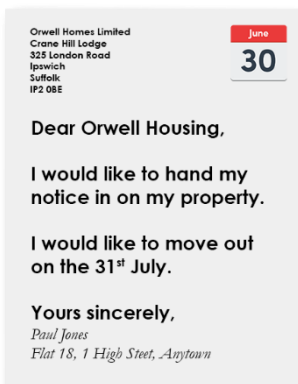 Orwell Homes Limited
Crane Hill Lodge
325 London Road
Ipswich
Suffolk
IP2 0BE
June
30
Dear Orwell Housing,
I would like to hand my
notice in on my property.
I would like to move out
on the 31st July.
Yours sincerely,
Paul Jones
Flat 18, 1 High Steet, Anytown